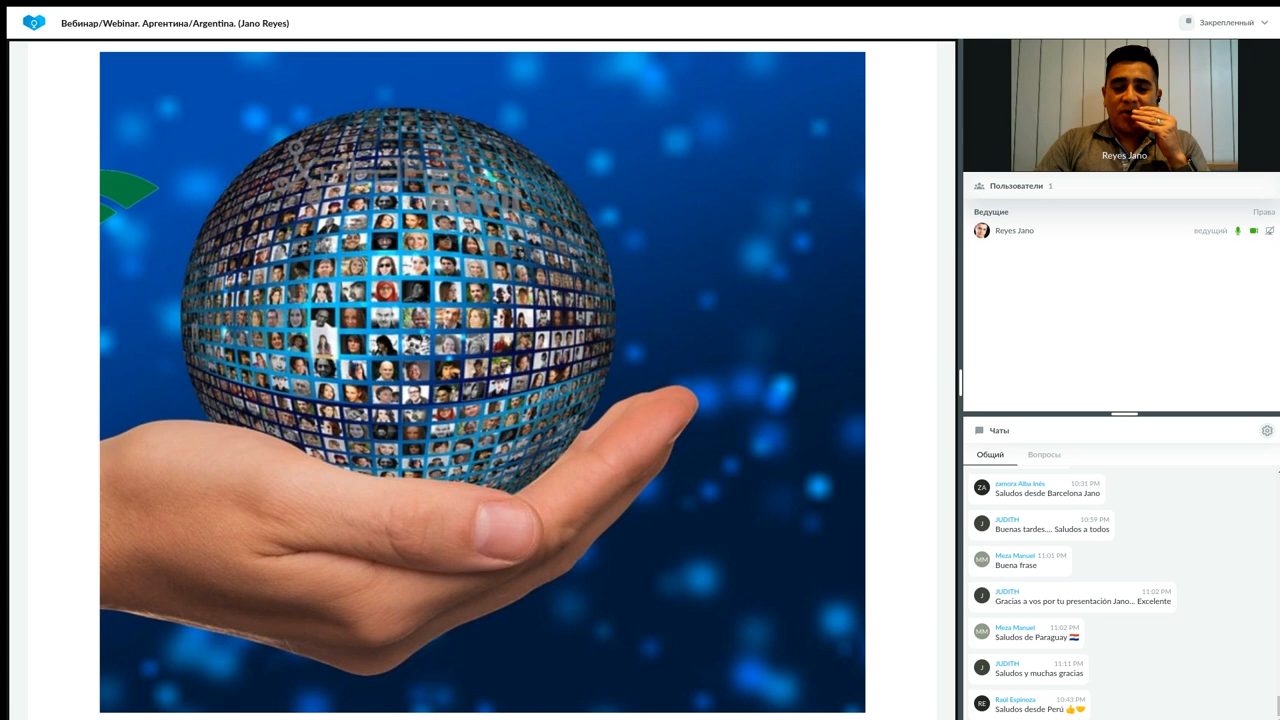 Вебинар/Webinar. Аргентина/Argentina. (Jano Reyes)
Закрепленный
Reyes Jano
Пользователи 1
Ведущие Права
Reyes Jano ведущий
Чаты
Общий Вопросы
ZA zamora Alba Inés 10:31 PM
Saludos desde Barcelona Jano
J JUDITH 10:59 PM
Buenas tardes.... Saludos a todos
MM Meza Manuel 11:01 PM
Buena frase
J JUDITH 11:02 PM
Gracias a vos por tu presentación Jano... Excelente
MM Meza Manuel 11:02 PM
Saludos de Paraguay 🇵🇾
J JUDITH 11:11 PM
Saludos y muchas gracias
RE Raúl Espinoza 10:43 PM
Saludos desde Perú 👍🤝